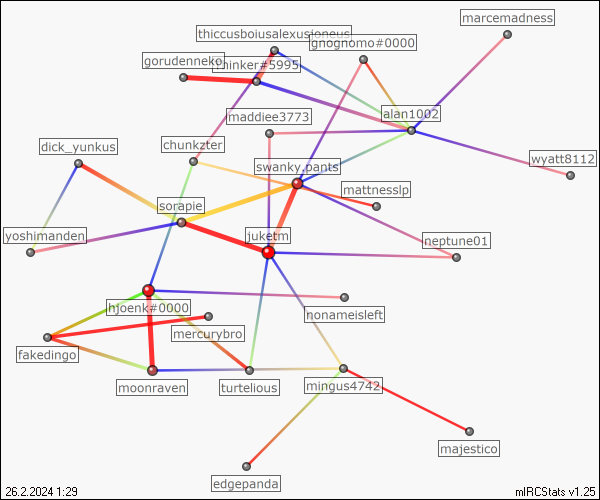 marcemadness
thiccusboiusalexusjoneus
gnognomo#0000
gorudenneko
thinker#5995
alan1002
maddiee3773
chunkzter
dick_yunkus
wyatt8112
swanky.pants
mattnesslp
sorapie
yoshimanden
juketm
neptune01
hjoenk#0000
nonameisleft
mercurybro
fakedingo
moonraven
turtelious
mingus4742
majestico
edgepanda
26.2.2024 1:29
mIRCStats v1.25